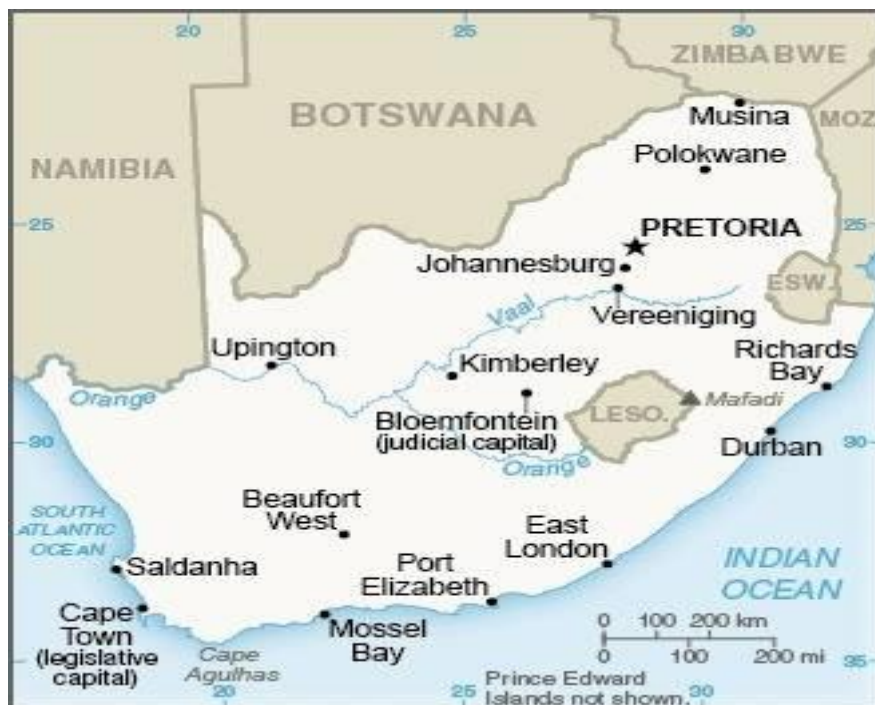 20
25
30
ZIMBABWE
BOTSWANA
Musina
MOZ
NAMIBIA
Polokwane
25
25
PRETORIA
Johannesburg
ESW.
Vaal
Vereeniging
Upington
Kimberley
Richards
Bay
Orange
Mafadi
LESO.
Bloemfontein
(judicial capital)
30
30
Durban
Orange
Beaufort
West
SOUTH
ATLANTIC
OCEAN
East
London
Port
Elizabeth
INDIAN
OCEAN
Saldanha
Cape
Town
(legislative
capital)
Mossel
Bay
0 100 200 km
0 100 200 mi
Cape
Agulhas
35
20
25
30
Prince Edward
Islands not shown.